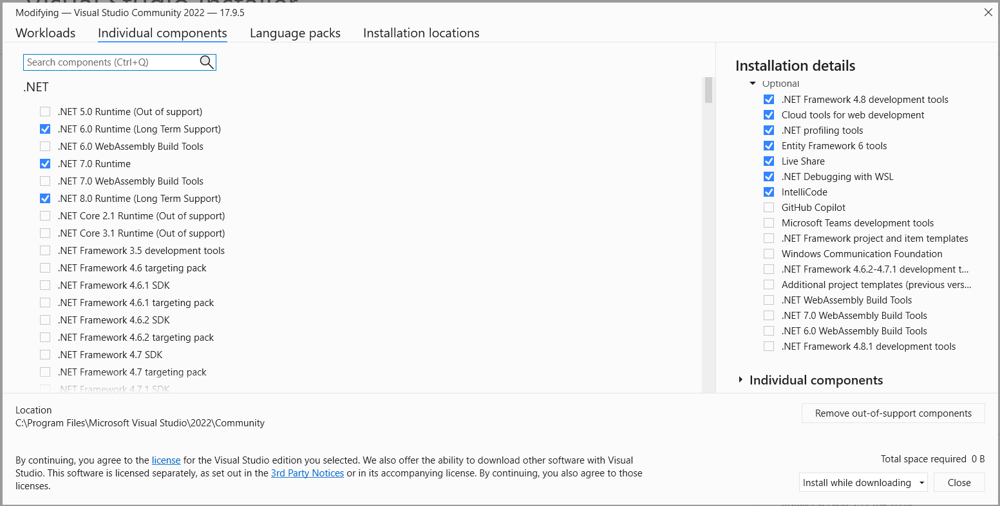 Visual Studio Installer
Modifying — Visual Studio Community 2022 — 17.9.5
Workloads
Individual components
Language packs
Installation locations
Search components (Ctrl+Q)
.NET
.NET 5.0 Runtime (Out of support)
.NET 6.0 Runtime (Long Term Support)
.NET 6.0 WebAssembly Build Tools
.NET 7.0 Runtime
.NET 7.0 WebAssembly Build Tools
.NET 8.0 Runtime (Long Term Support)
.NET Core 2.1 Runtime (Out of support)
.NET Core 3.1 Runtime (Out of support)
.NET Framework 3.5 development tools
.NET Framework 4.6 targeting pack
.NET Framework 4.6.1 SDK
.NET Framework 4.6.1 targeting pack
.NET Framework 4.6.2 SDK
.NET Framework 4.6.2 targeting pack
.NET Framework 4.7 SDK
.NET Framework 4.7 targeting pack
.NET Framework 4.7.1 SDK
Installation details
Optional
.NET Framework 4.8 development tools
Cloud tools for web development
.NET profiling tools
Entity Framework 6 tools
Live Share
.NET Debugging with WSL
IntelliCode
GitHub Copilot
Microsoft Teams development tools
.NET Framework project and item templates
Windows Communication Foundation
.NET Framework 4.6.2-4.7.1 development t...
Additional project templates (previous vers...
.NET WebAssembly Build Tools
.NET 7.0 WebAssembly Build Tools
.NET 6.0 WebAssembly Build Tools
.NET Framework 4.8.1 development tools
Individual components
Location
C:\Program Files\Microsoft Visual Studio\2022\Community
Remove out-of-support components
By continuing, you agree to the license for the Visual Studio edition you selected. We also offer the ability to download other software with Visual
Studio. This software is licensed separately, as set out in the 3rd Party Notices or in its accompanying license. By continuing, you also agree to those
licenses.
Total space required 0 B
Install while downloading
Close